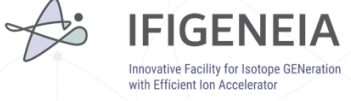 IFIGENEIA
Innovative Facility for Isotope GENeration
with Efficient Ion Accelerator